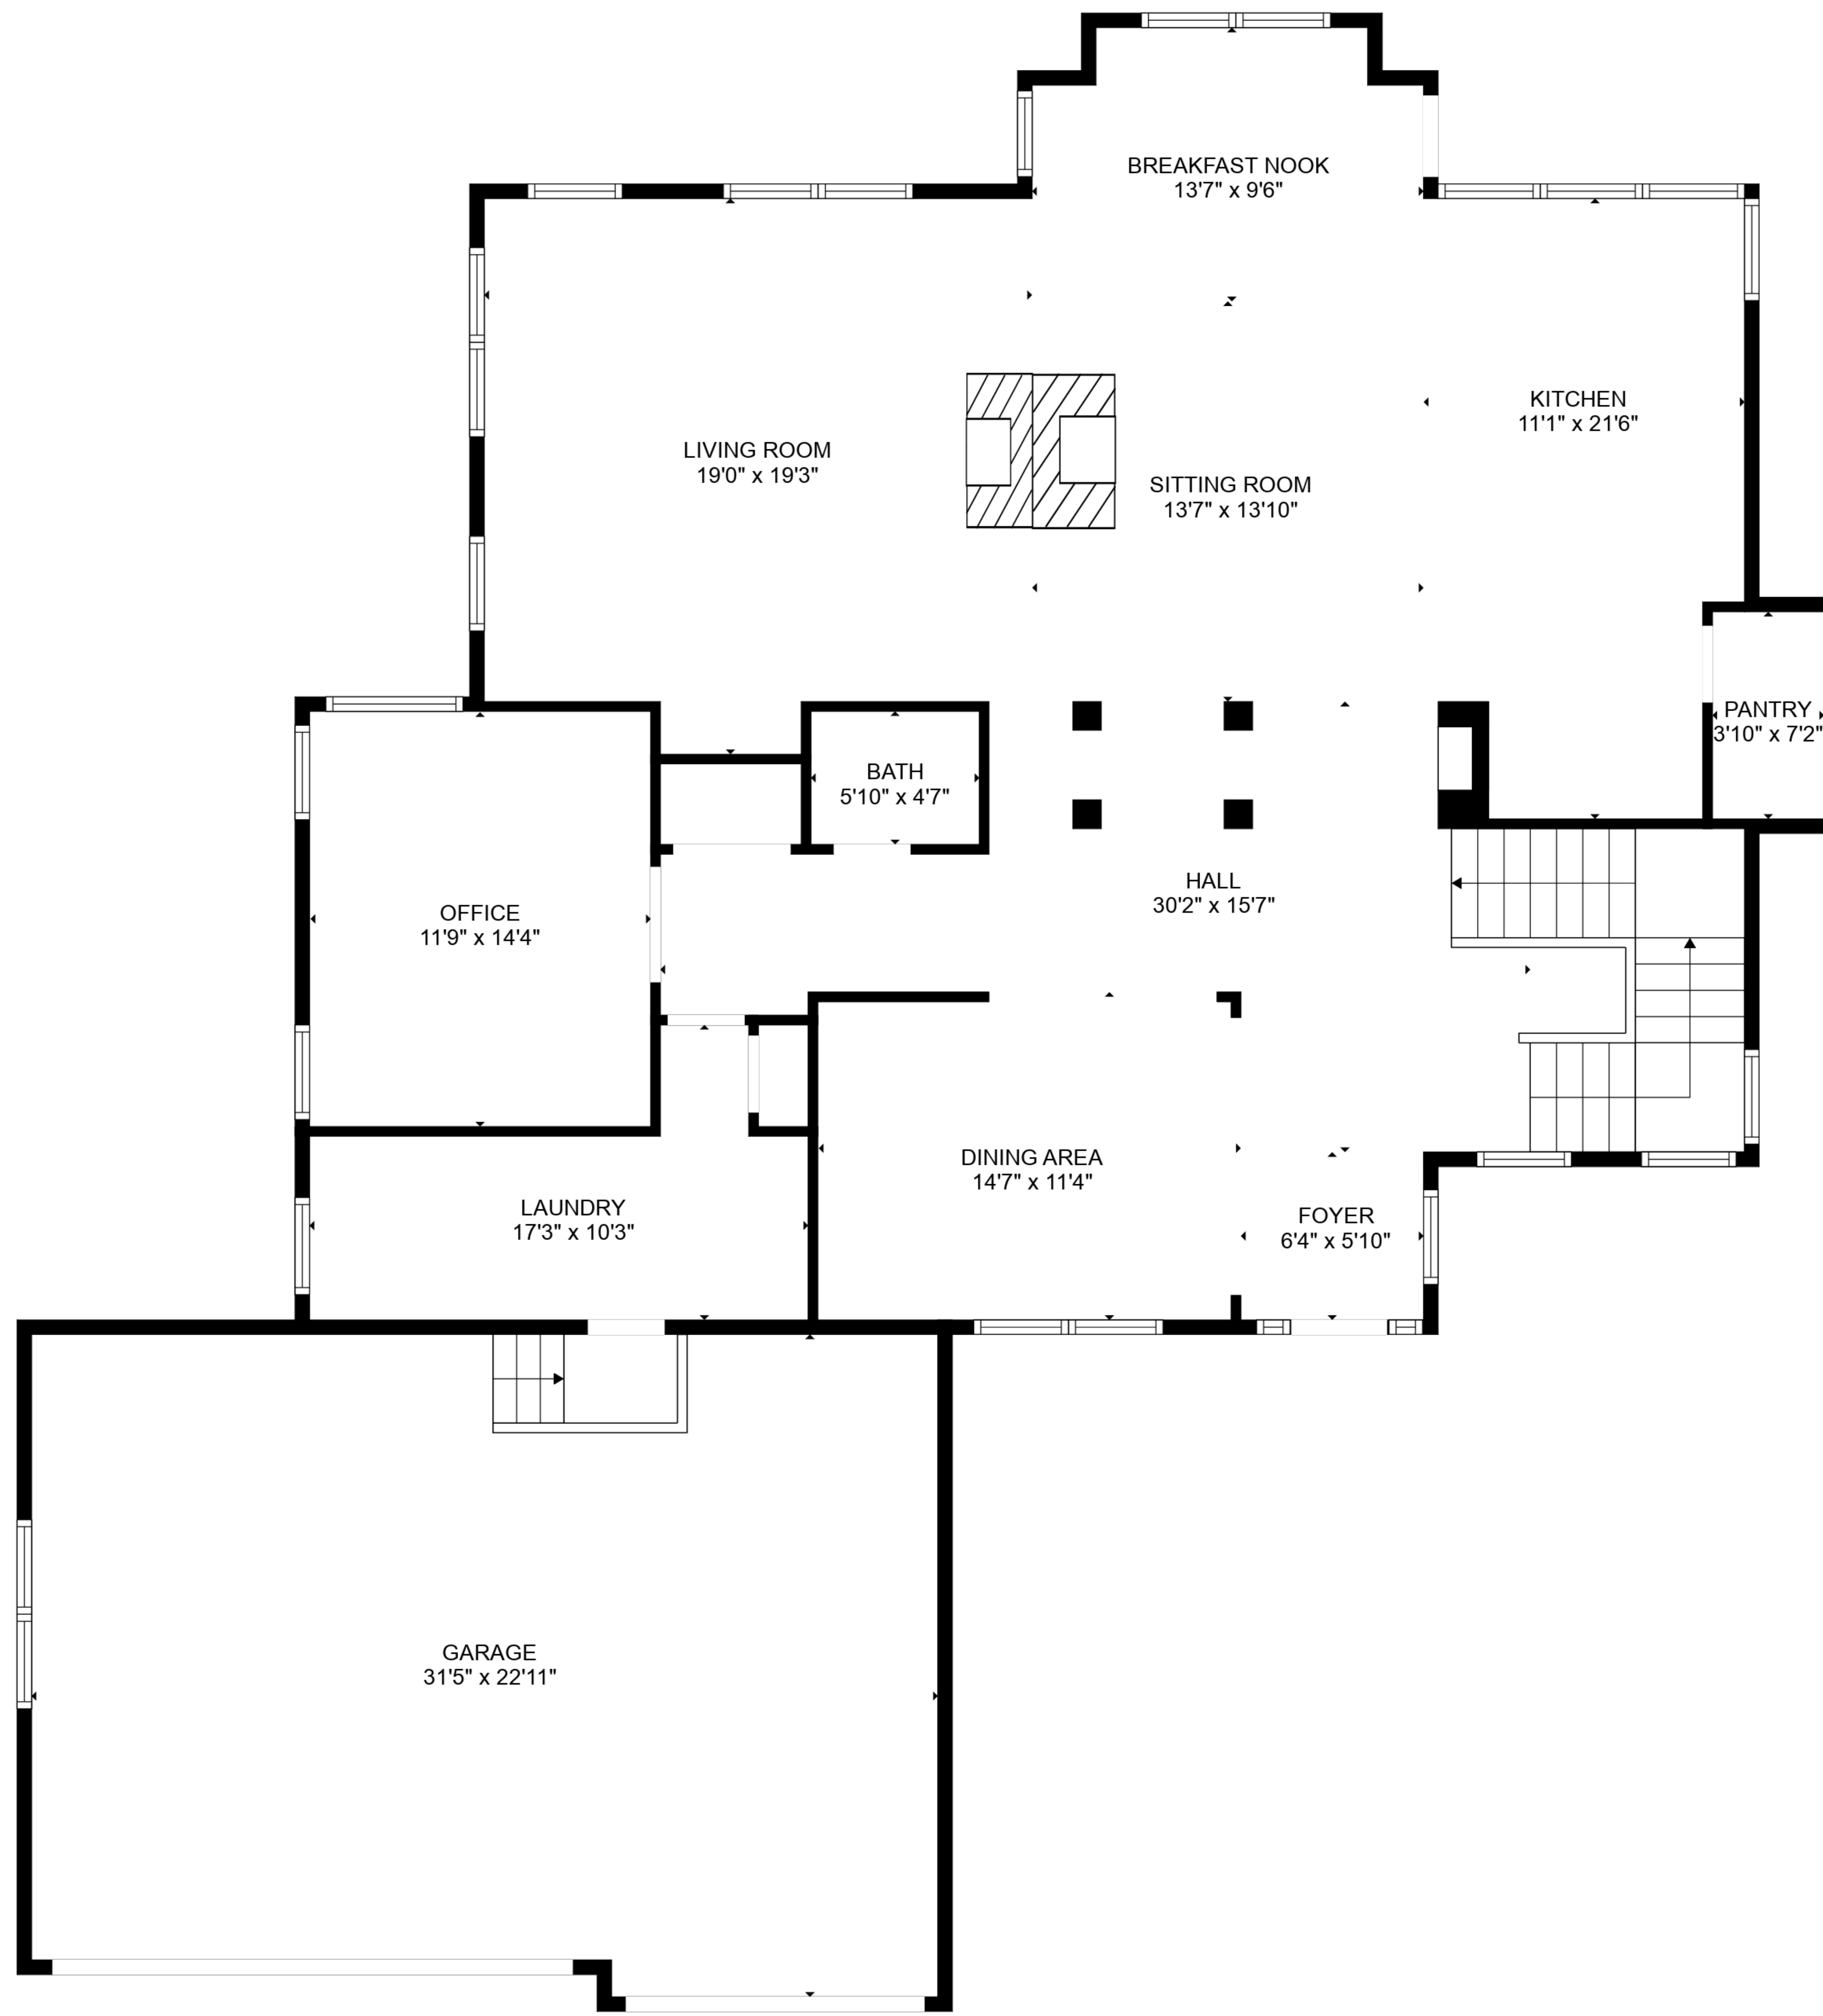 BREAKFAST NOOK
13'7" x 9'6"
KITCHEN
11'1" x 21'6"
LIVING ROOM
19'0" x 19'3"
SITTING ROOM
13'7" x 13'10"
PANTRY
3'10" x 7'2"
BATH
5'10" x 4'7"
HALL
30'2" x 15'7"
OFFICE
11'9" x 14'4"
DINING AREA
14'7" x 11'4"
LAUNDRY
17'3" x 10'3"
FOYER
6'4" x 5'10"
GARAGE
31'5" x 22'11"